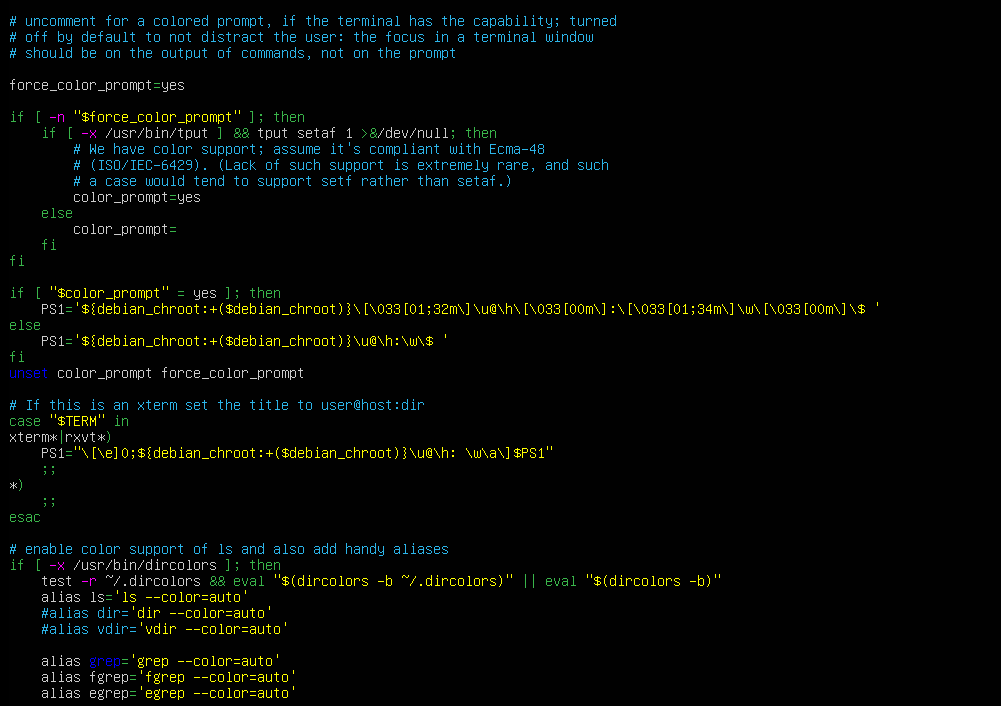 # uncomment for a colored prompt, if the terminal has the capability; turned
# off by default to not distract the user: the focus in a terminal window
# should be on the output of commands, not on the prompt

force_color_prompt=yes

if [ -n "$force_color_prompt" ]; then
    if [ -x /usr/bin/tput ] && tput setaf 1 >&/dev/null; then
        # We have color support; assume it's compliant with Ecma-48
        # (ISO/IEC-6429). (Lack of such support is extremely rare, and such
        # a case would tend to support setf rather than setaf.)
        color_prompt=yes
    else
        color_prompt=
    fi
fi

if [ "$color_prompt" = yes ]; then
    PS1='${debian_chroot:+($debian_chroot)}\[\033[01;32m\]\u@\h\[\033[00m\]:\[\033[01;34m\]\w\[\033[00m\]\$ '
else
    PS1='${debian_chroot:+($debian_chroot)}\u@\h:\w\$ '
fi
unset color_prompt force_color_prompt

# If this is an xterm set the title to user@host:dir
case "$TERM" in
xterm*|rxvt*)
    PS1="\[\e]0;${debian_chroot:+($debian_chroot)}\u@\h: \w\a\]$PS1"
    ;;
*)
    ;;
esac

# enable color support of ls and also add handy aliases
if [ -x /usr/bin/dircolors ]; then
    test -r ~/.dircolors && eval "$(dircolors -b ~/.dircolors)" || eval "$(dircolors -b)"
    alias ls='ls --color=auto'
    #alias dir='dir --color=auto'
    #alias vdir='vdir --color=auto'

    alias grep='grep --color=auto'
    alias fgrep='fgrep --color=auto'
    alias egrep='egrep --color=auto'